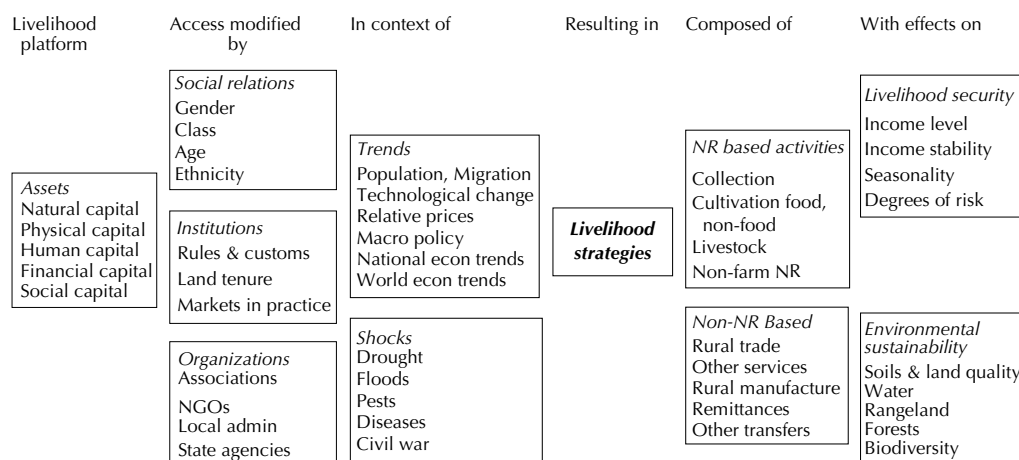 Livelihood
platform
Access modified
by
In context of
Resulting in
Composed of
With effects on
Assets
Natural capital
Physical capital
Human capital
Financial capital
Social capital
Social relations
Gender
Class
Age
Ethnicity
Institutions
Rules & customs
Land tenure
Markets in practice
Organizations
Associations
NGOs
Local admin
State agencies
Trends
Population, Migration
Technological change
Relative prices
Macro policy
National econ trends
World econ trends
Shocks
Drought
Floods
Pests
Diseases
Civil war
Livelihood
strategies
NR based activities
Collection
Cultivation food,
non-food
Livestock
Non-farm NR
Non-NR Based
Rural trade
Other services
Rural manufacture
Remittances
Other transfers
Livelihood security
Income level
Income stability
Seasonality
Degrees of risk
Environmental
sustainability
Soils & land quality
Water
Rangeland
Forests
Biodiversity